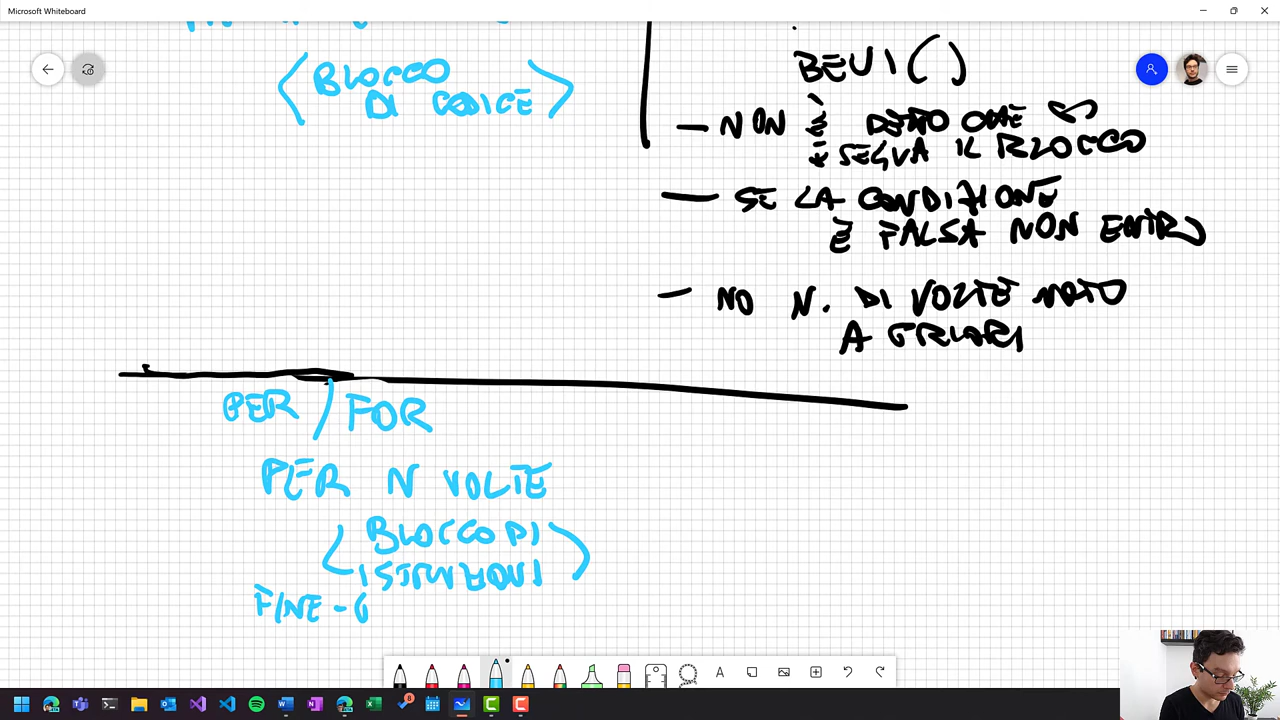 Microsoft Whiteboard
(BLOCCO
DI CODICE)
BEVI()
— NON È DETTO CHE SI
ESEGUA IL BLOCCO
— SE LA CONDIZIONE
È FALSA NON ENTRO
— NO N. DI VOLTE NOTO
A PRIORI
PER / FOR
PER N VOLTE
(BLOCCO DI
ISTRUZIONI)
FINE -
A
8